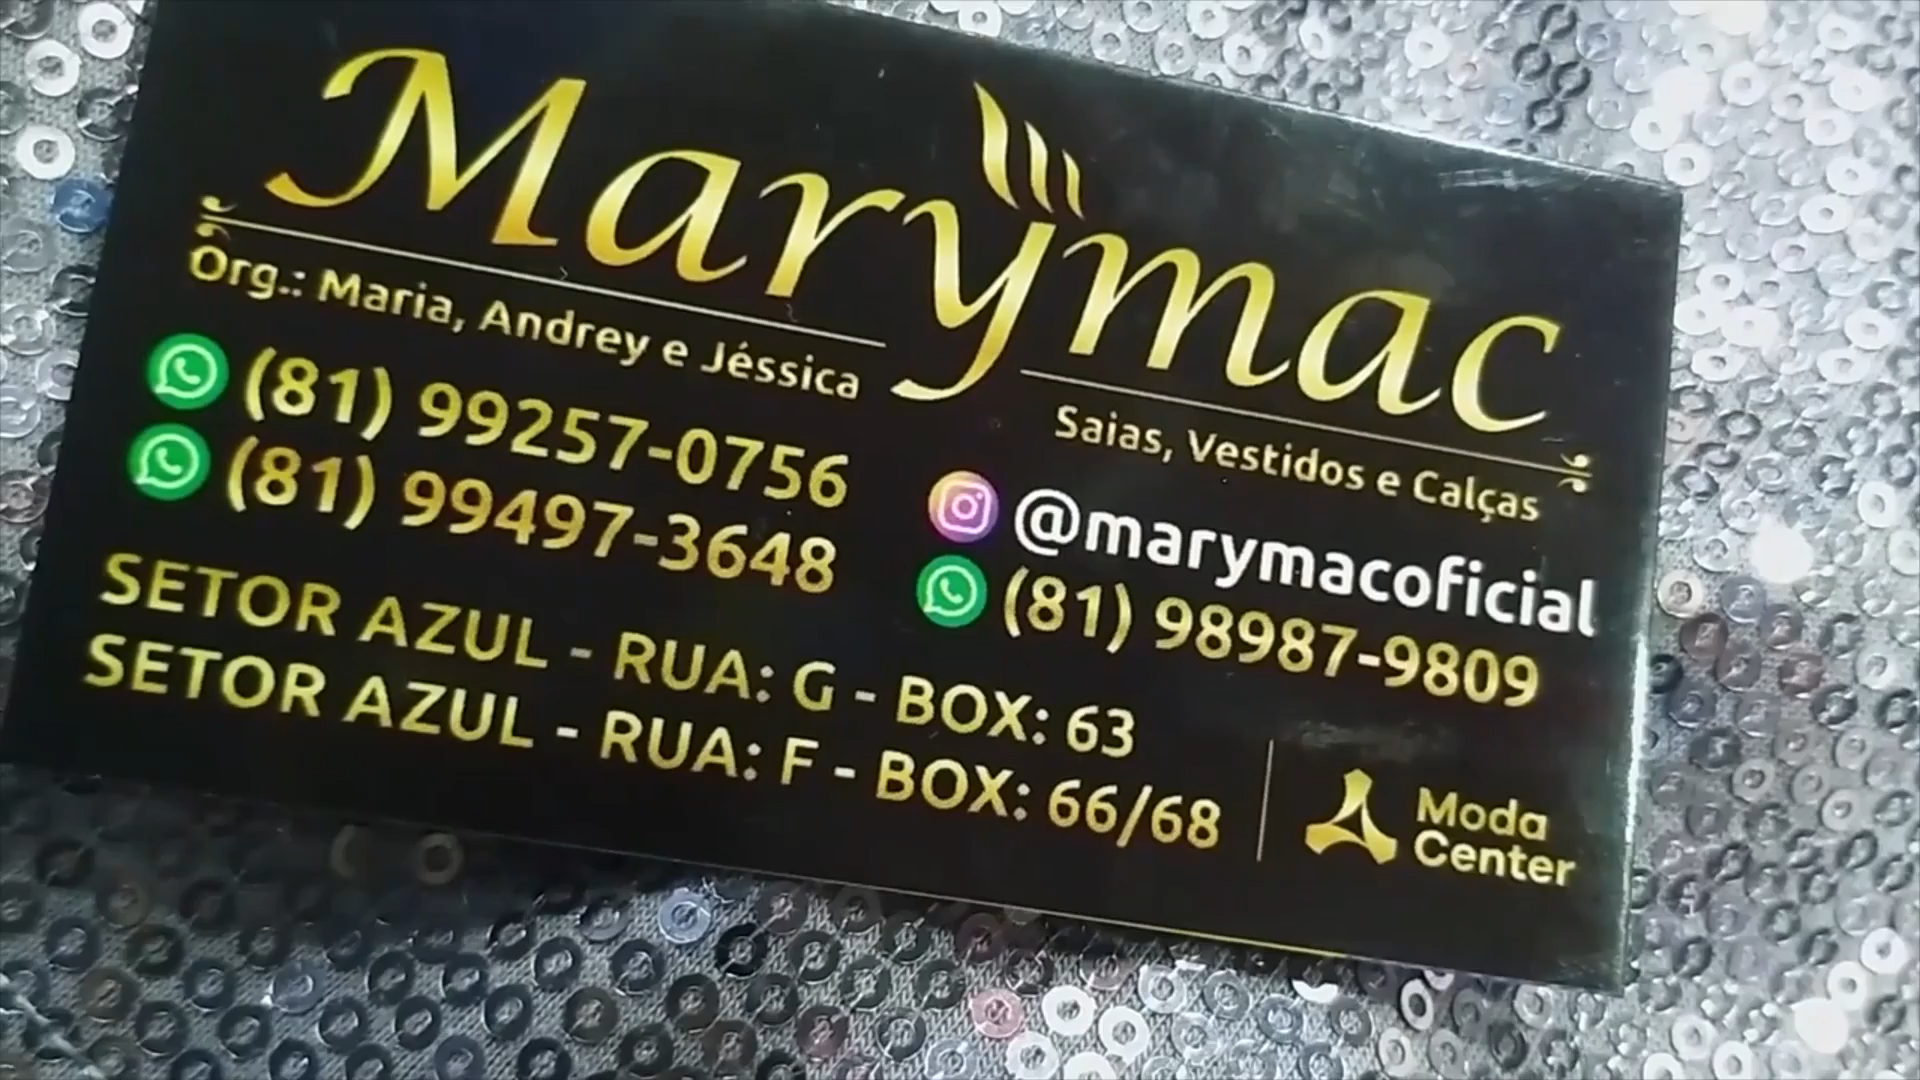 Marymac
Org.: Maria, Andrey e Jéssica
Saias, Vestidos e Calças
(81) 99257-0756
(81) 99497-3648
@marymacoficial
(81) 98987-9809
SETOR AZUL - RUA: G - BOX: 63
SETOR AZUL - RUA: F - BOX: 66/68
Moda
Center